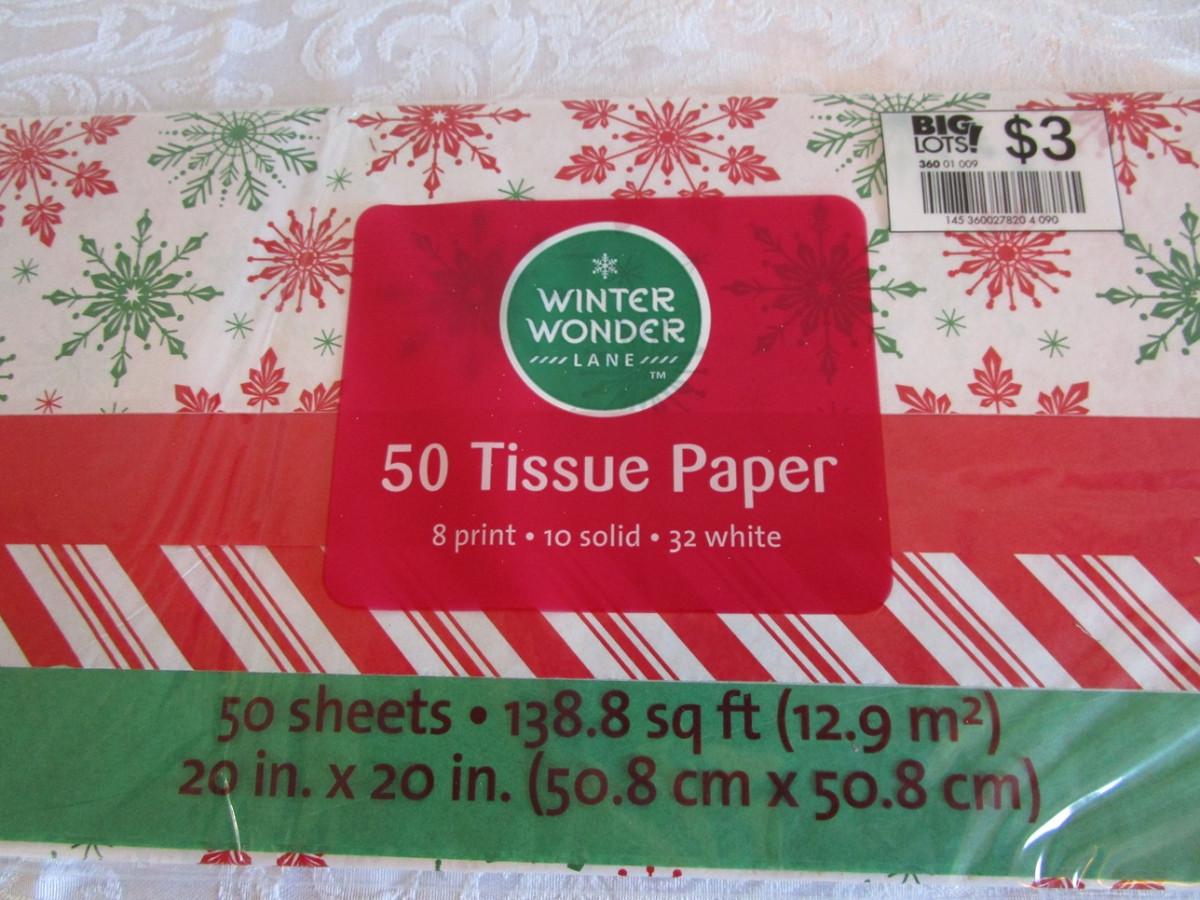 BIG LOTS! $3
360 01 009
145 360027820 4 090
WINTER
WONDER
LANE
TM
50 Tissue Paper
8 print • 10 solid • 32 white
50 sheets • 138.8 sq ft (12.9 m²)
20 in. x 20 in. (50.8 cm x 50.8 cm)